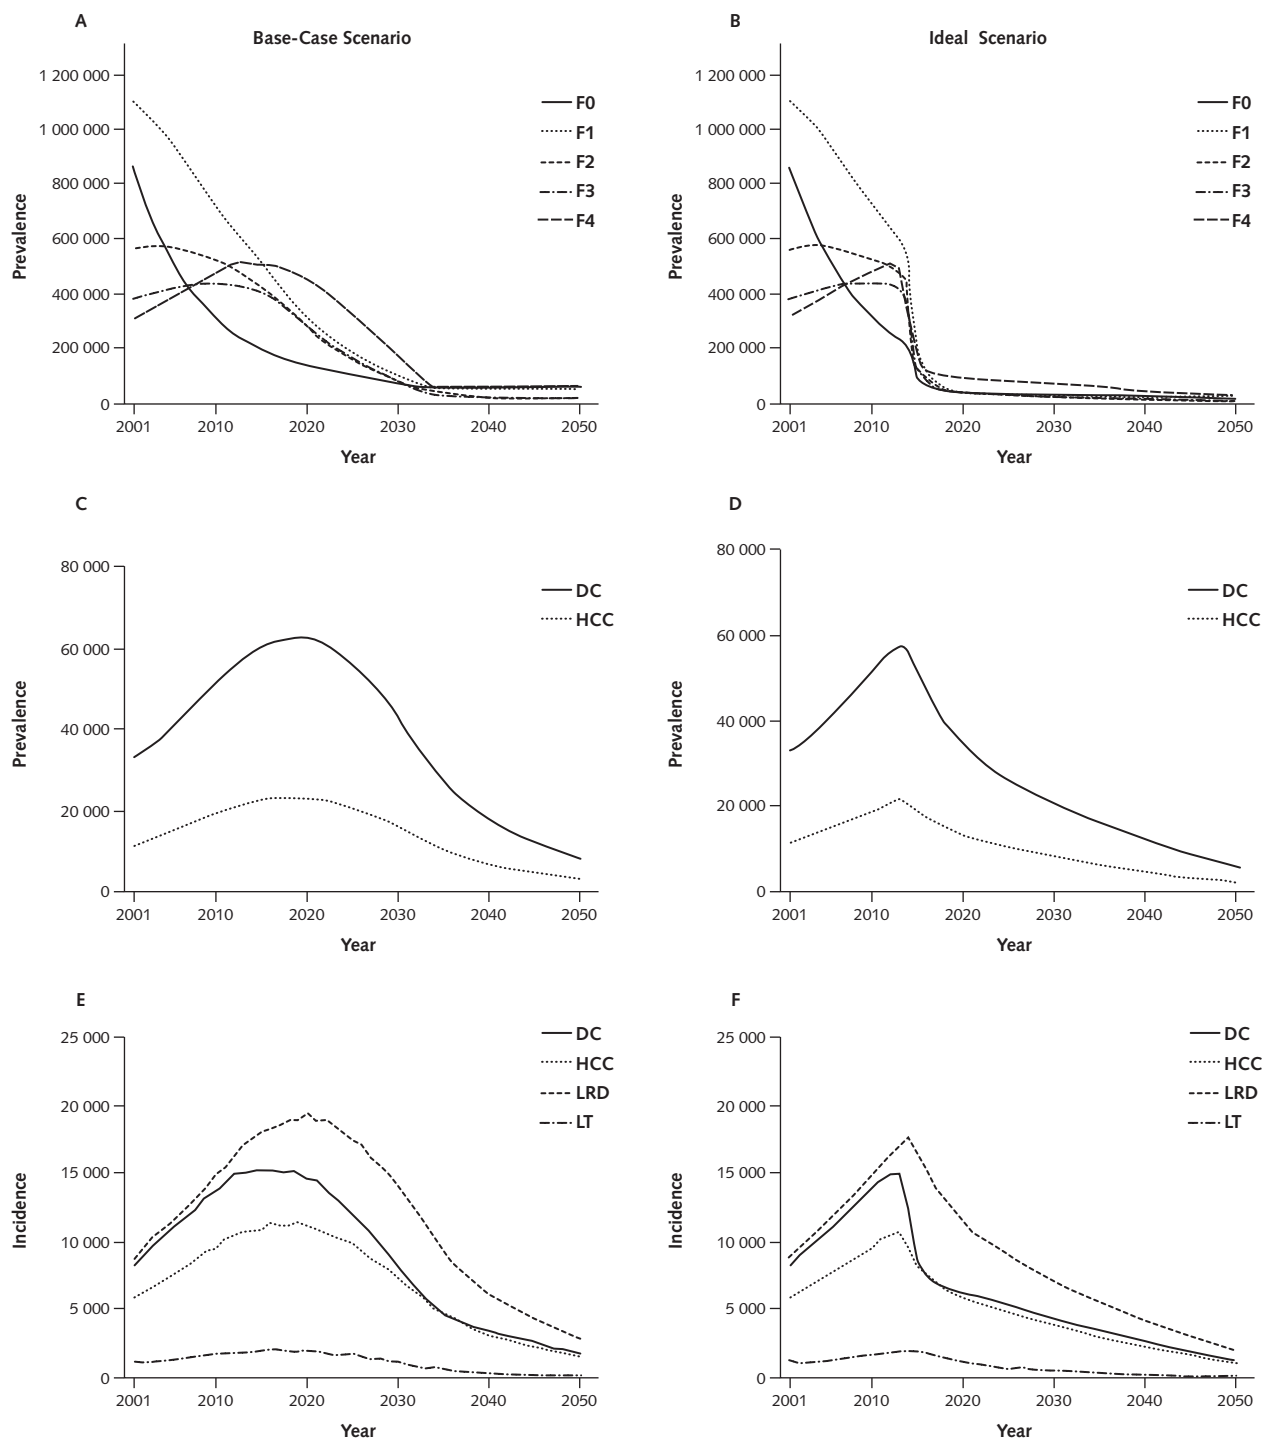 A
Base-Case Scenario
1 200 000
1 000 000
800 000
600 000
400 000
200 000
0
Prevalence
F0
F1
F2
F3
F4
2001 2010 2020 2030 2040 2050
Year
B
Ideal Scenario
1 200 000
1 000 000
800 000
600 000
400 000
200 000
0
Prevalence
F0
F1
F2
F3
F4
2001 2010 2020 2030 2040 2050
Year
C
80 000
60 000
40 000
20 000
0
Prevalence
DC
HCC
2001 2010 2020 2030 2040 2050
Year
D
80 000
60 000
40 000
20 000
0
Prevalence
DC
HCC
2001 2010 2020 2030 2040 2050
Year
E
25 000
20 000
15 000
10 000
5 000
0
Incidence
DC
HCC
LRD
LT
2001 2010 2020 2030 2040 2050
Year
F
25 000
20 000
15 000
10 000
5 000
0
Incidence
DC
HCC
LRD
LT
2001 2010 2020 2030 2040 2050
Year